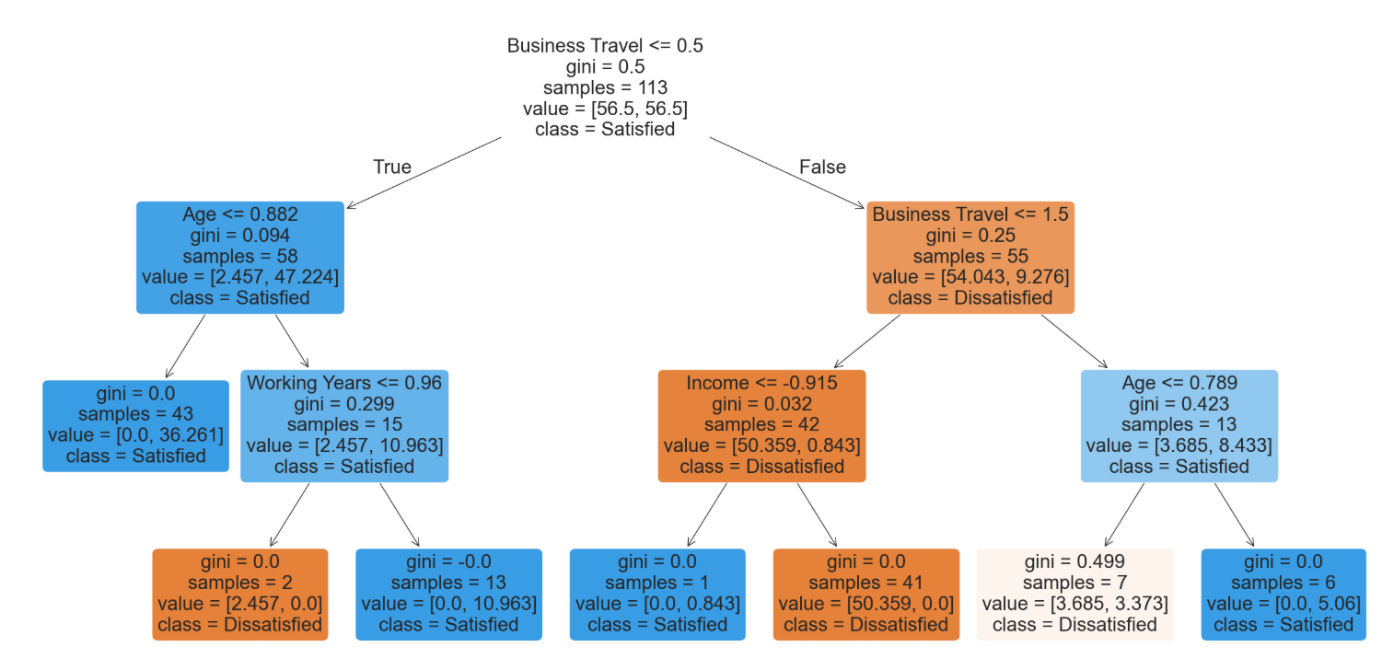 Business Travel <= 0.5
gini = 0.5
samples = 113
value = [56.5, 56.5]
class = Satisfied
True
False
Age <= 0.882
gini = 0.094
samples = 58
value = [2.457, 47.224]
class = Satisfied
Business Travel <= 1.5
gini = 0.25
samples = 55
value = [54.043, 9.276]
class = Dissatisfied
gini = 0.0
samples = 43
value = [0.0, 36.261]
class = Satisfied
Working Years <= 0.96
gini = 0.299
samples = 15
value = [2.457, 10.963]
class = Satisfied
Income <= -0.915
gini = 0.032
samples = 42
value = [50.359, 0.843]
class = Dissatisfied
Age <= 0.789
gini = 0.423
samples = 13
value = [3.685, 8.433]
class = Satisfied
gini = 0.0
samples = 2
value = [2.457, 0.0]
class = Dissatisfied
gini = -0.0
samples = 13
value = [0.0, 10.963]
class = Satisfied
gini = 0.0
samples = 1
value = [0.0, 0.843]
class = Satisfied
gini = 0.0
samples = 41
value = [50.359, 0.0]
class = Dissatisfied
gini = 0.499
samples = 7
value = [3.685, 3.373]
class = Dissatisfied
gini = 0.0
samples = 6
value = [0.0, 5.06]
class = Satisfied